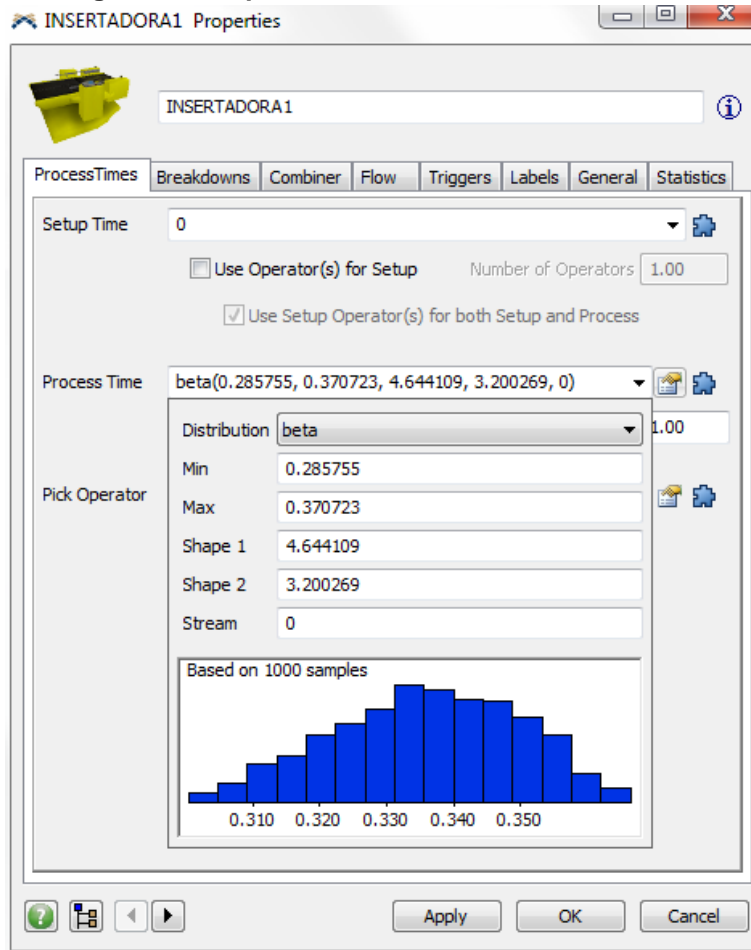 INSERTADORA1 Properties
INSERTADORA1
ProcessTimes Breakdowns Combiner Flow Triggers Labels General Statistics
Setup Time 0
Use Operator(s) for Setup Number of Operators 1.00
Use Setup Operator(s) for both Setup and Process
Process Time beta(0.285755, 0.370723, 4.644109, 3.200269, 0)
Distribution beta 1.00
Min 0.285755
Pick Operator
Max 0.370723
Shape 1 4.644109
Shape 2 3.200269
Stream 0
Based on 1000 samples
0.310 0.320 0.330 0.340 0.350
Apply OK Cancel